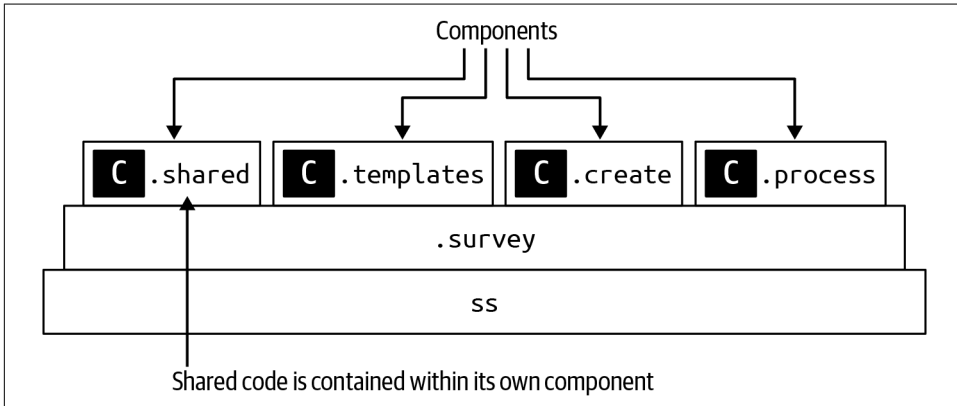 Components
C .shared C .templates C .create C .process
.survey
ss
Shared code is contained within its own component